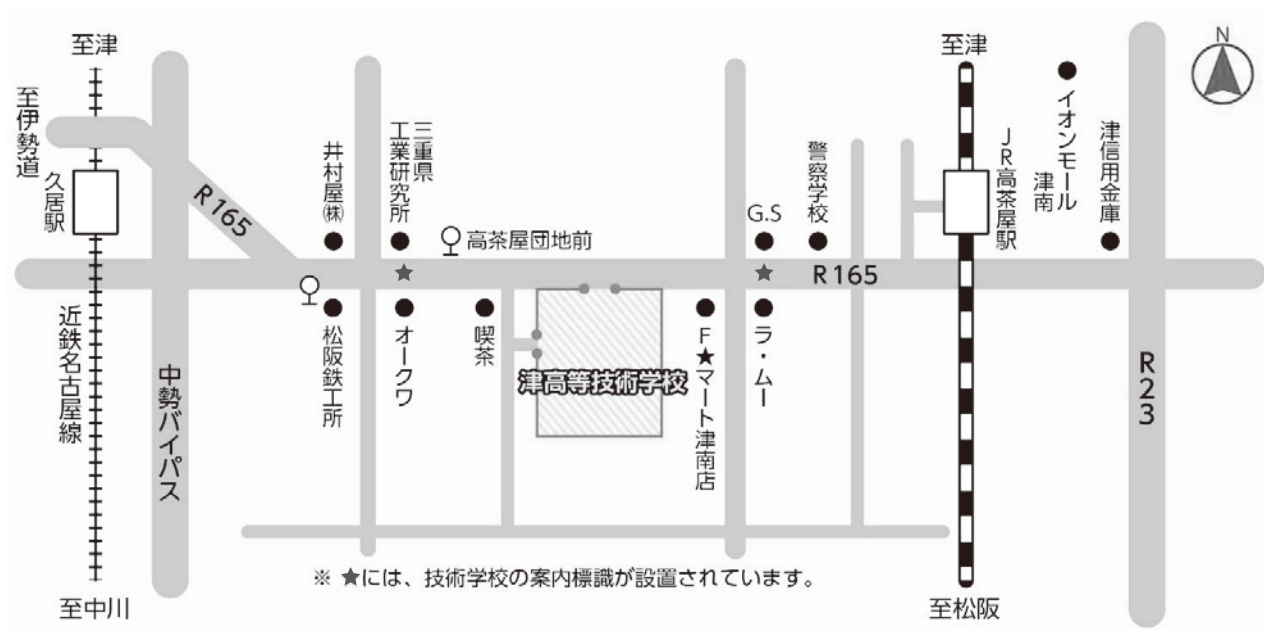 至津
至津
N
至伊勢道
久居駅
R165
井村屋㈱
三重県
工業研究所
高茶屋団地前
G.S
警察学校
JR高茶屋駅
イオンモール
津南
津信用金庫
★
★
R165
近鉄名古屋線
中勢バイパス
松阪鉄工所
オークワ
喫茶
津高等技術学校
F★マート津南店
ラ・ムー
R23
※ ★には、技術学校の案内標識が設置されています。
至中川
至松阪